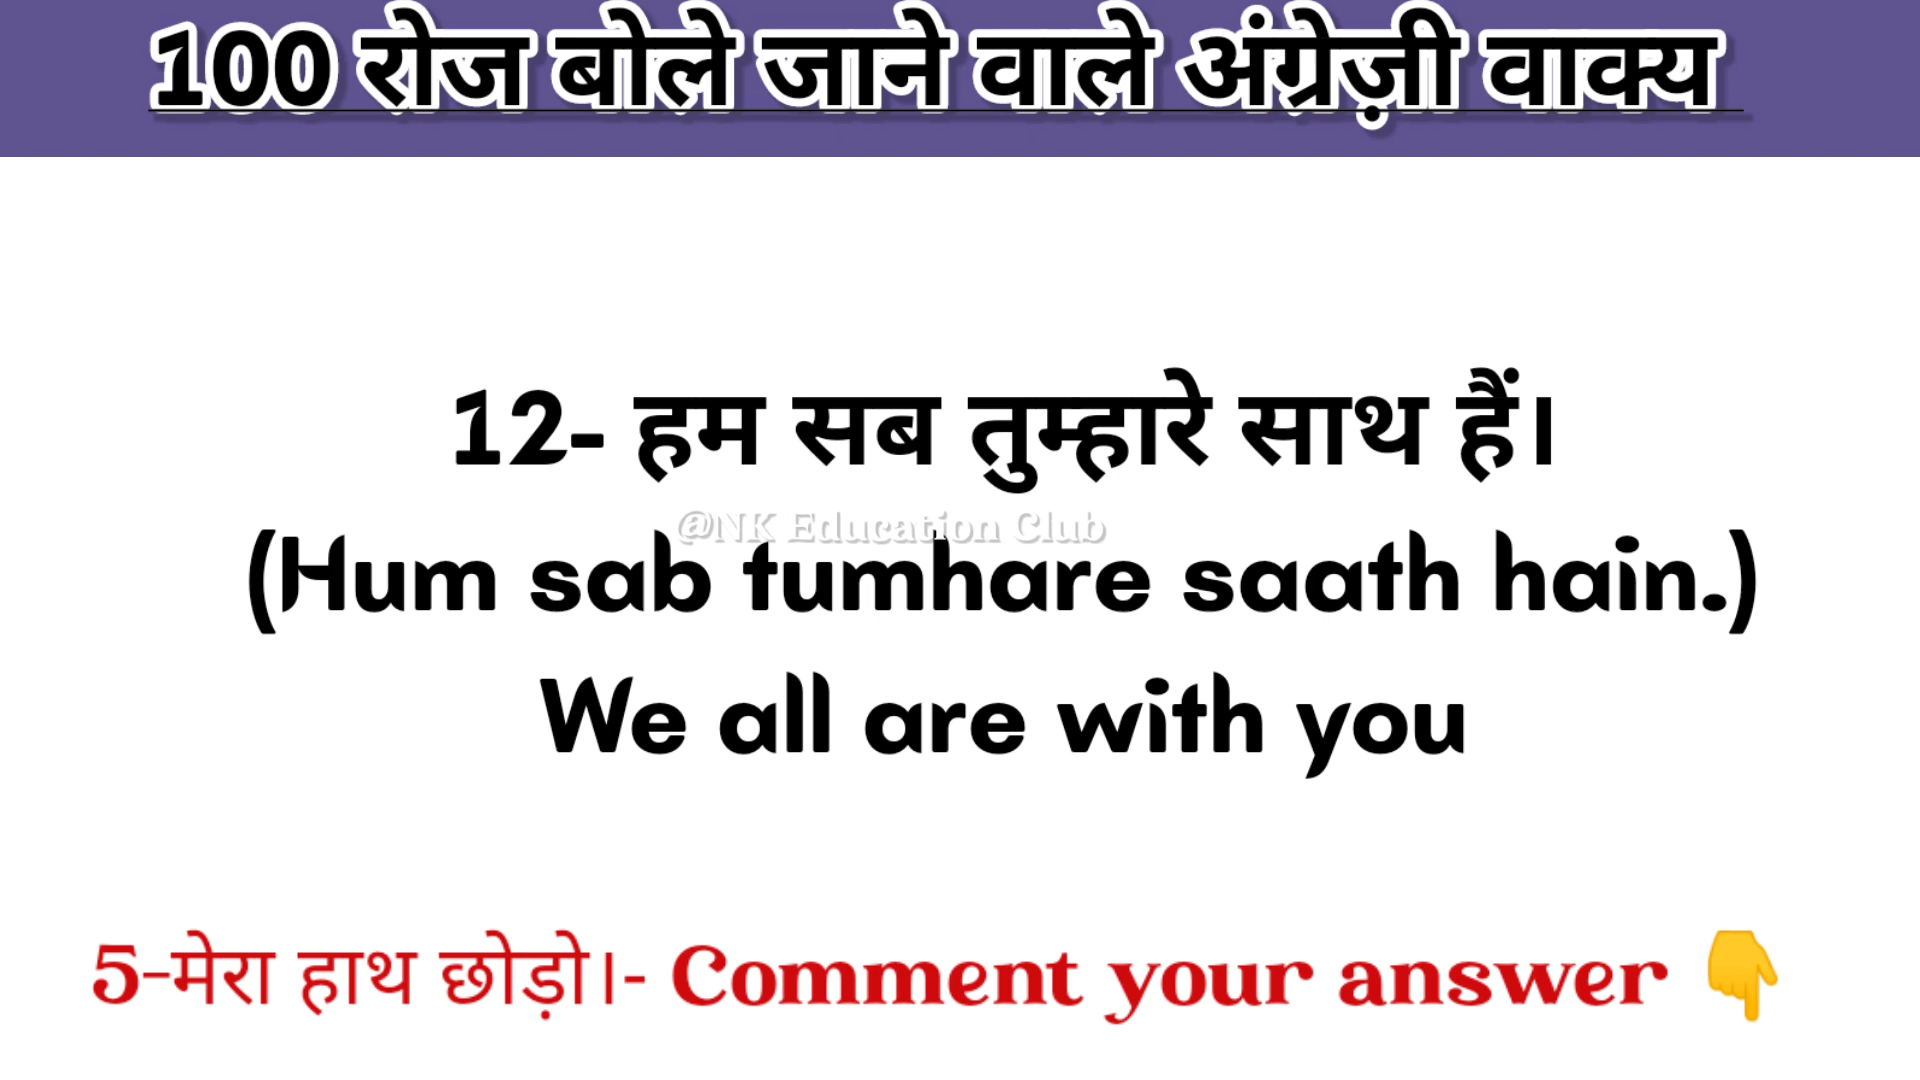 100 रोज बोले जाने वाले अंग्रेज़ी वाक्य
12- हम सब तुम्हारे साथ हैं।
@NK Education Club
(Hum sab tumhare saath hain.)
We all are with you
5-मेरा हाथ छोड़ो।- Comment your answer 👇